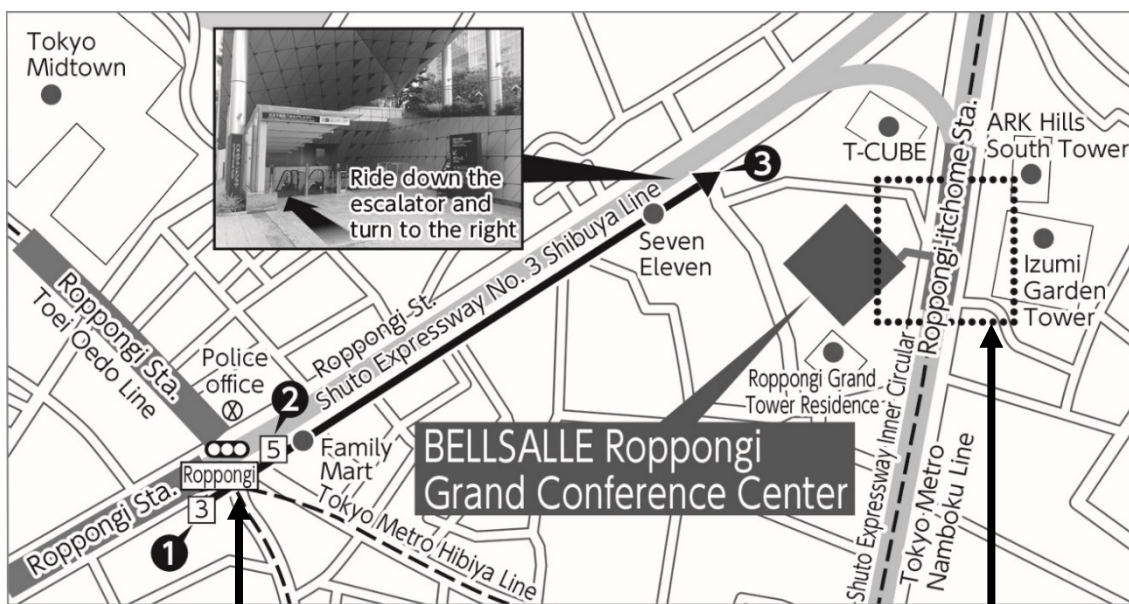 Tokyo
Midtown
Ride down the
escalator and
turn to the right
3
T-CUBE
ARK Hills
South Tower
Roppongi-itchome Sta.
Seven
Eleven
Izumi
Garden
Tower
Roppongi Sta.
Toei Oedo Line
Roppongi St.
Shuto Expressway No. 3 Shibuya Line
Police
office
2
5
Family
Mart
Roppongi Grand
Tower Residence
BELLSALLE Roppongi
Grand Conference Center
Roppongi
3
1
Roppongi Sta.
Tokyo Metro Hibiya Line
Shuto Expressway Inner Circular
Tokyo Metro
Namboku Line